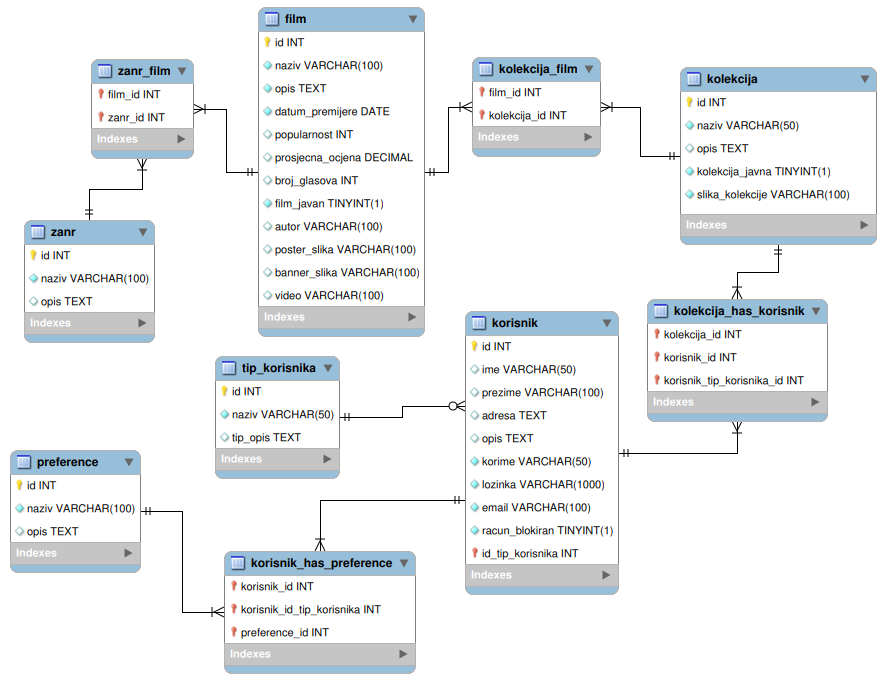 film
id INT
naziv VARCHAR(100)
opis TEXT
datum_premijere DATE
popularnost INT
prosjecna_ocjena DECIMAL
broj_glasova INT
film_javan TINYINT(1)
autor VARCHAR(100)
poster_slika VARCHAR(100)
banner_slika VARCHAR(100)
video VARCHAR(100)
Indexes
zanr_film
film_id INT
zanr_id INT
Indexes
kolekcija_film
film_id INT
kolekcija_id INT
Indexes
kolekcija
id INT
naziv VARCHAR(50)
opis TEXT
kolekcija_javna TINYINT(1)
slika_kolekcije VARCHAR(100)
Indexes
zanr
id INT
naziv VARCHAR(100)
opis TEXT
Indexes
kolekcija_has_korisnik
kolekcija_id INT
korisnik_id INT
korisnik_tip_korisnika_id INT
Indexes
korisnik
id INT
ime VARCHAR(50)
prezime VARCHAR(100)
adresa TEXT
opis TEXT
korime VARCHAR(50)
lozinka VARCHAR(1000)
email VARCHAR(100)
racun_blokiran TINYINT(1)
id_tip_korisnika INT
Indexes
tip_korisnika
id INT
naziv VARCHAR(50)
tip_opis TEXT
Indexes
preference
id INT
naziv VARCHAR(100)
opis TEXT
Indexes
korisnik_has_preference
korisnik_id INT
korisnik_id_tip_korisnika INT
preference_id INT
Indexes